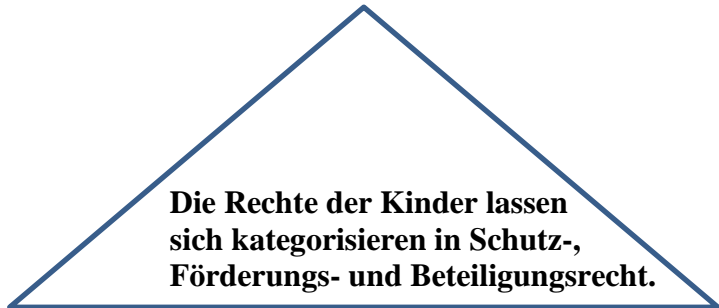 Die Rechte der Kinder lassen
sich kategorisieren in Schutz-,
Förderungs- und Beteiligungsrecht.